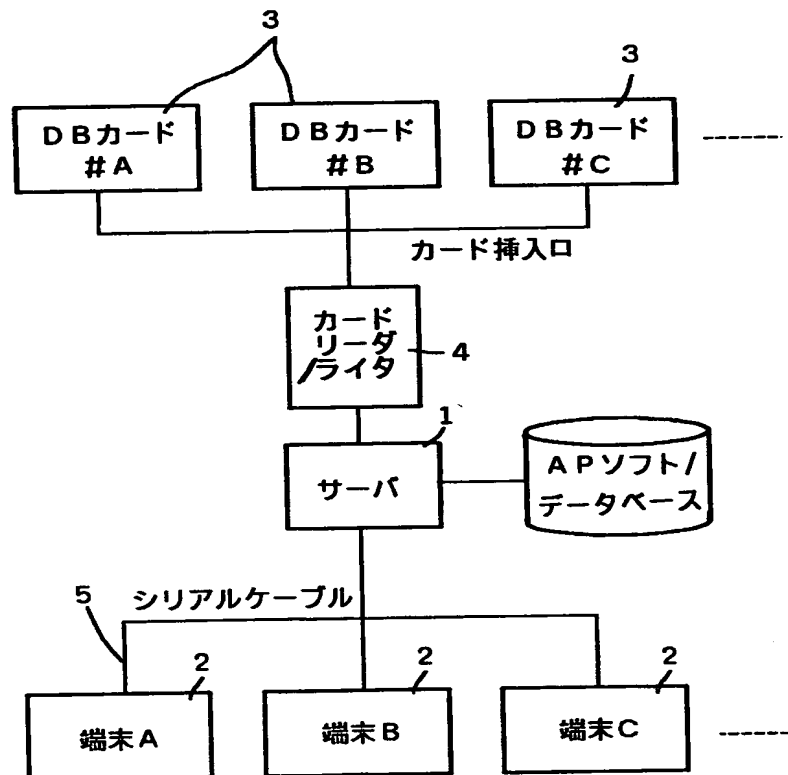 3
3
DBカード
#A
DBカード
#B
DBカード
#C
カード挿入口
カード
リーダ
/ライタ
4
1
サーバ
APソフト/
データベース
5
シリアルケーブル
2
2
2
端末A
端末B
端末C